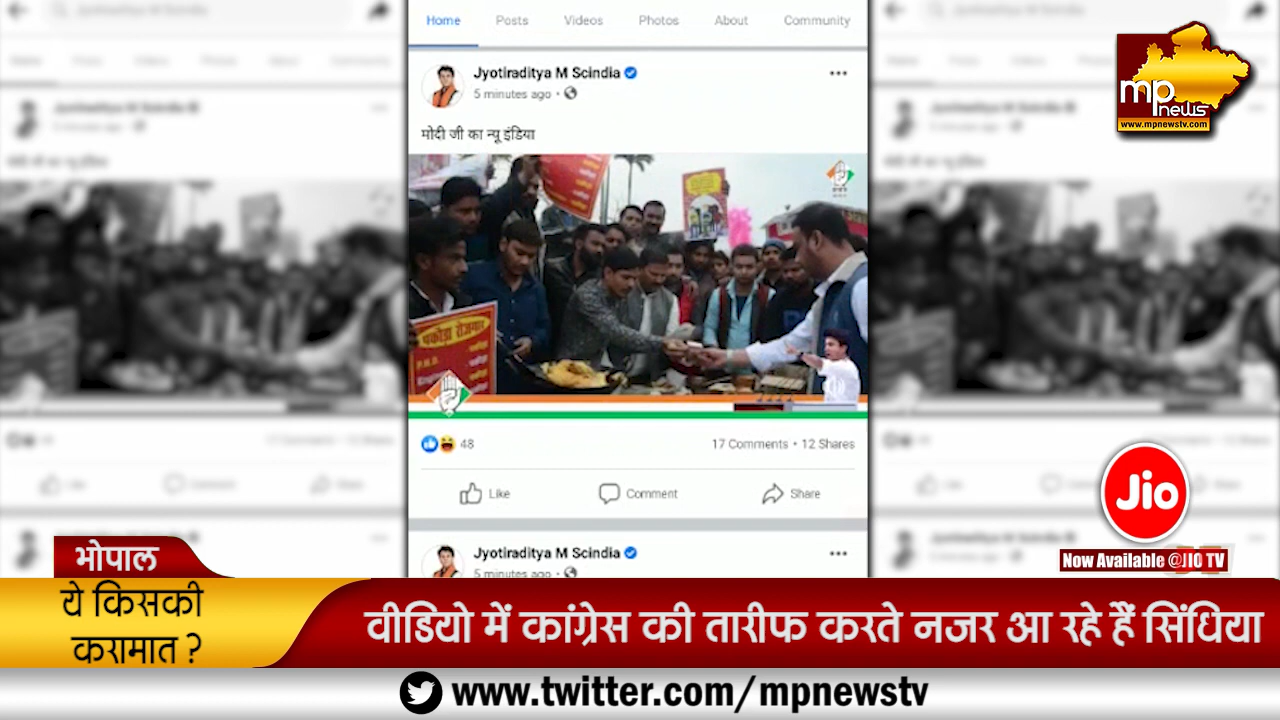 Home Posts Videos Photos About Community
Jyotiraditya M Scindia
5 minutes ago
मोदी जी का न्यू इंडिया
पकोड़ा रोजगार
P.H.D.
48
17 Comments • 12 Shares
Like Comment Share
Jyotiraditya M Scindia
5 minutes ago
mp
news
www.mpnewstv.com
Jio
Now Available @JIO TV
भोपाल
ये किसकी
करामात ?
वीडियो में कांग्रेस की तारीफ करते नजर आ रहे हैं सिंधिया
www.twitter.com/mpnewstv